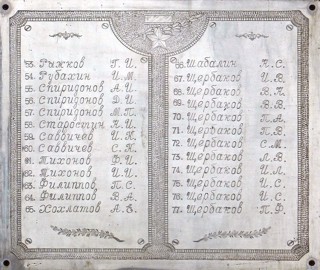 53. Рыжков Г. И.
54. Рубахин И. М.
55. Спиридонов А. И.
56. Спиридонов Д. И.
57. Спиридонов М. П.
58. Старостин К. И.
59. Саввичев И. Н.
60. Саввичев С. Н.
61. Тихонов Ф. И.
62. Тихонов И. И.
63. Филиппов П. С.
64. Филиппов В. А.
65. Хохлатов А. Е.
66. Шабалин К. С.
67. Щербаков И. В.
68. Щербаков В. К.
69. Щербаков В. В.
70. Щербаков П. А.
71. Щербаков П. В.
72. Щербаков С. М.
73. Щербаков Л. В.
74. Щербаков В. И.
75. Щербаков И. С.
76. Щербаков И. С.
77. Щербаков П. Ф.